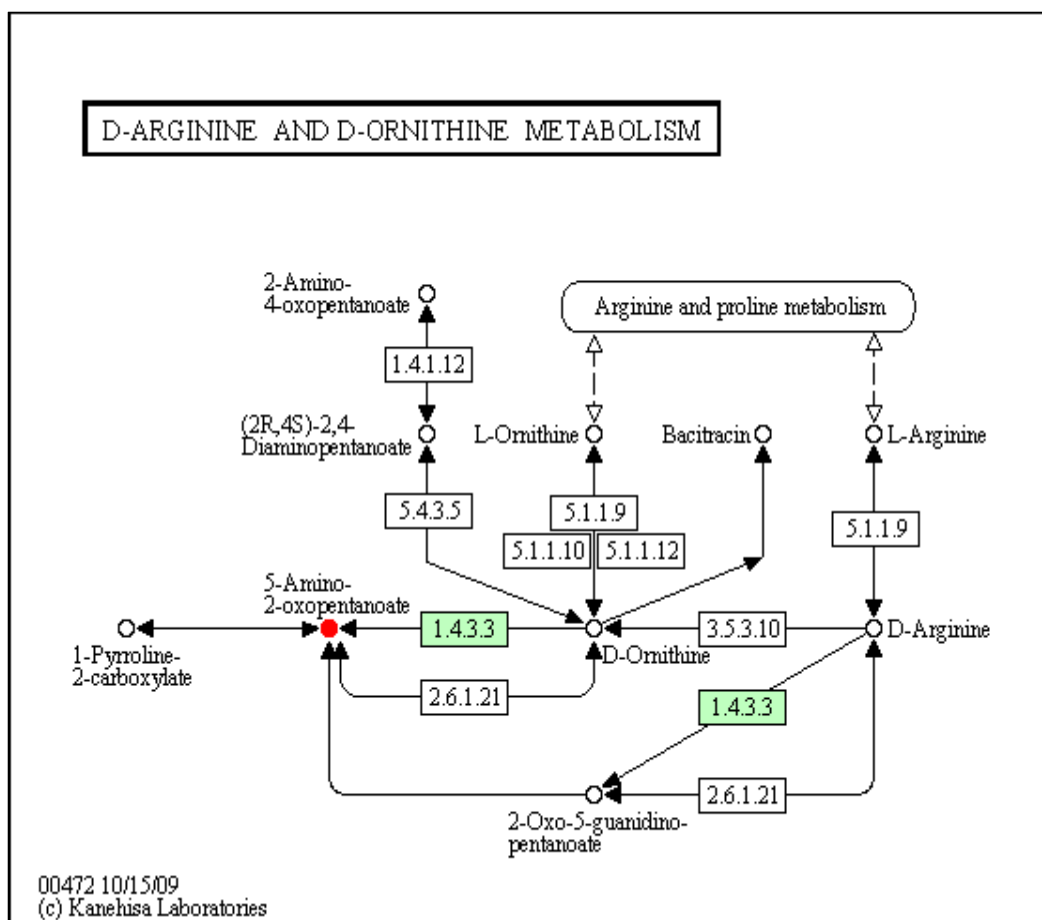 D-ARGININE AND D-ORNITHINE METABOLISM
2-Amino-
4-oxopentanoate
Arginine and proline metabolism
1.4.1.12
(2R,4S)-2,4-
Diaminopentanoate
L-Ornithine
Bacitracin
L-Arginine
5.4.3.5
5.1.1.9
5.1.1.10
5.1.1.12
5.1.1.9
5-Amino-
2-oxopentanoate
1.4.3.3
3.5.3.10
D-Arginine
D-Ornithine
1-Pyrroline-
2-carboxylate
2.6.1.21
1.4.3.3
2.6.1.21
2-Oxo-5-guanidino-
pentanoate
00472 10/15/09
(c) Kanehisa Laboratories